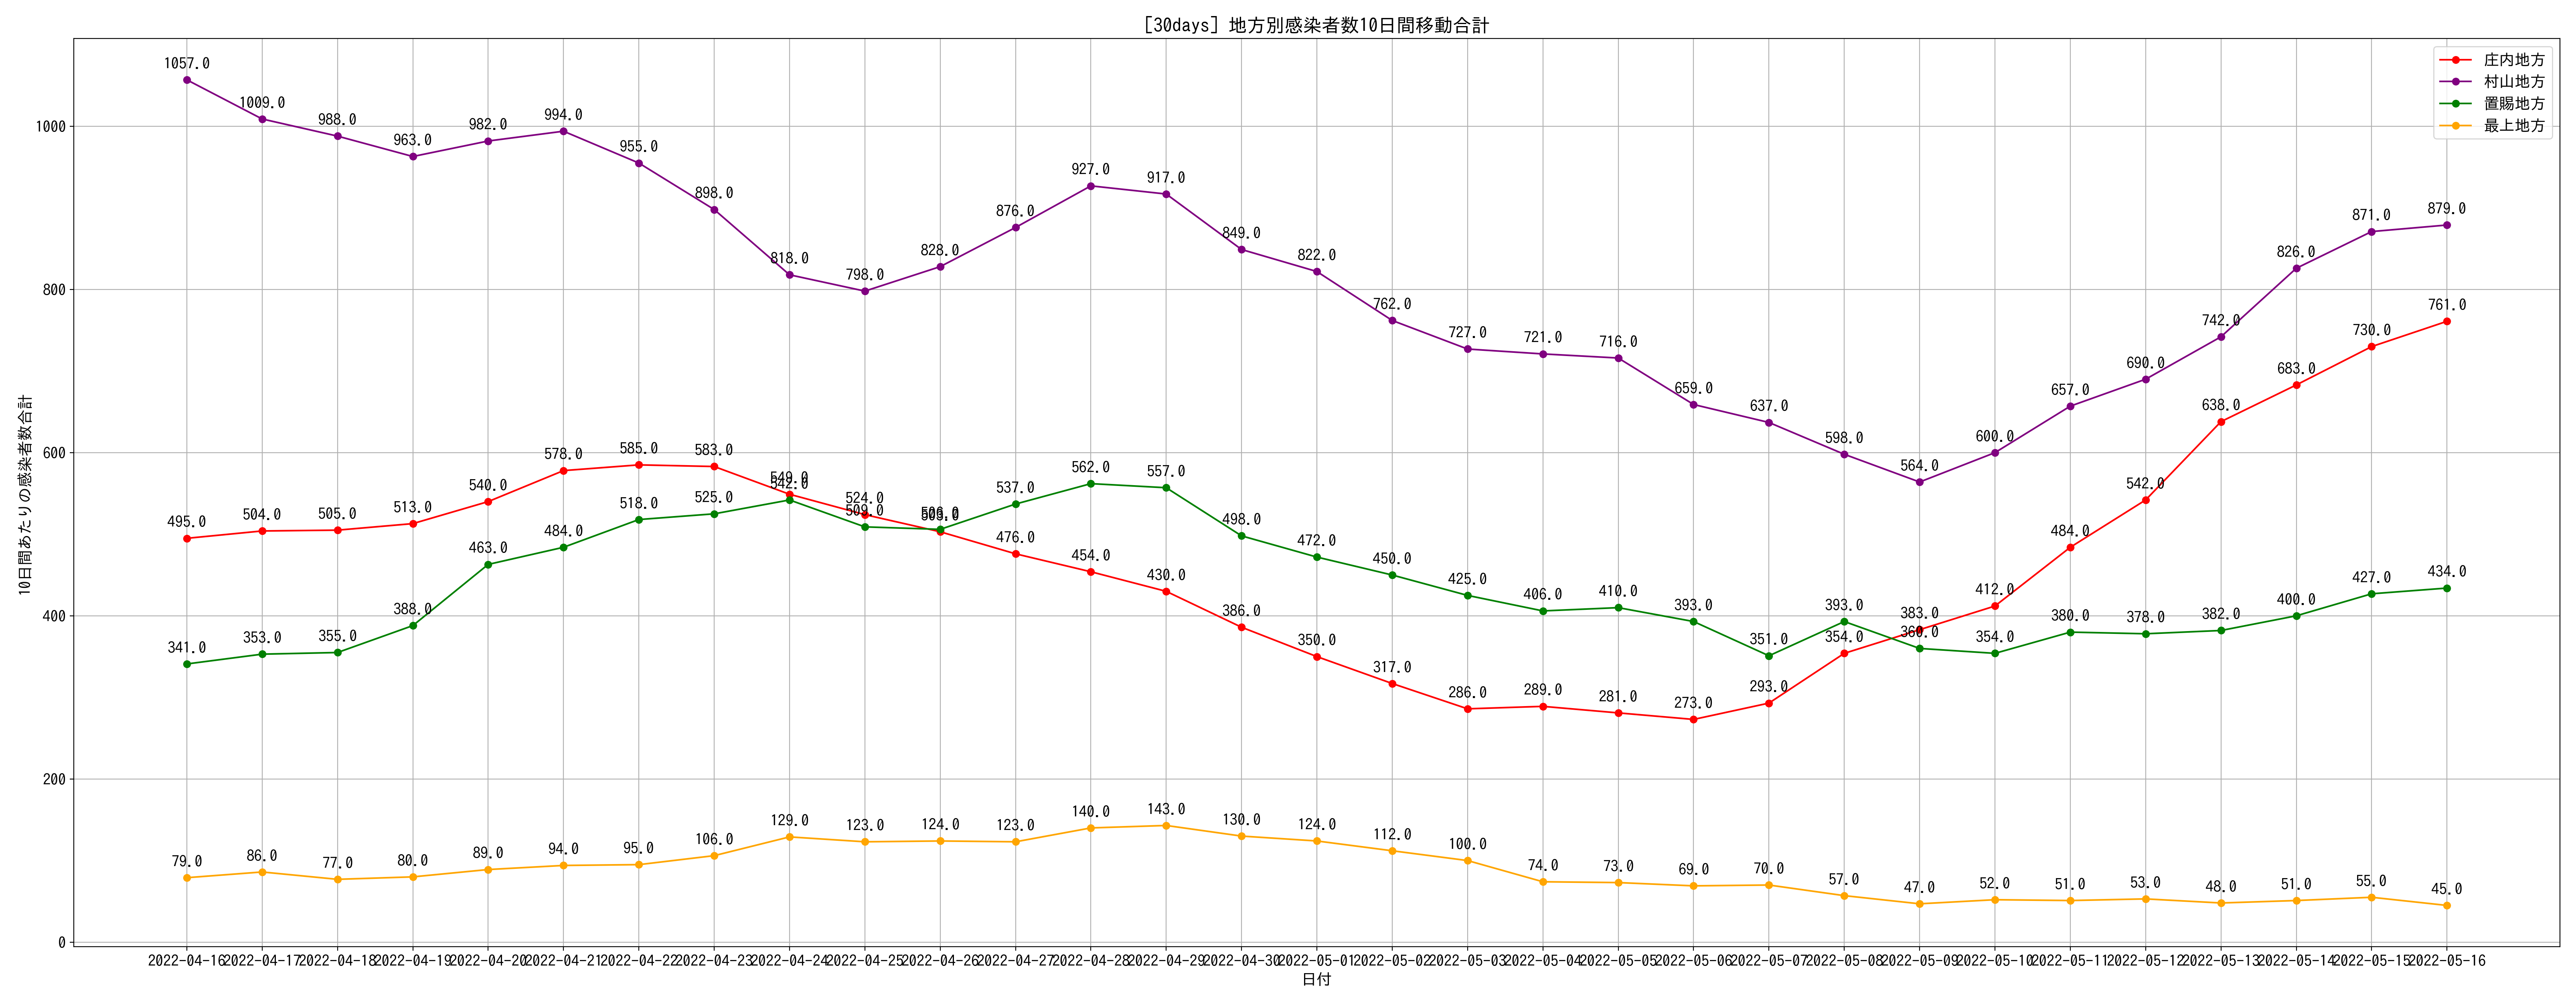 [30days] 地方別感染者数10日間移動合計
庄内地方
村山地方
置賜地方
最上地方
10日間あたりの感染者数合計
1000
800
600
400
200
0
1057.0 1009.0 988.0 963.0 982.0 994.0 955.0 898.0 818.0 798.0 828.0 876.0 927.0 917.0 849.0 822.0 762.0 727.0 721.0 716.0 659.0 637.0 598.0 564.0 600.0 657.0 690.0 742.0 826.0 871.0 879.0
495.0 504.0 505.0 513.0 540.0 578.0 585.0 583.0 549.0 524.0 503.0 476.0 454.0 430.0 386.0 350.0 317.0 286.0 289.0 281.0 273.0 293.0 354.0 383.0 412.0 484.0 542.0 638.0 683.0 730.0 761.0
341.0 353.0 355.0 388.0 463.0 484.0 518.0 525.0 542.0 509.0 506.0 537.0 562.0 557.0 498.0 472.0 450.0 425.0 406.0 410.0 393.0 351.0 393.0 360.0 354.0 380.0 378.0 382.0 400.0 427.0 434.0
79.0 86.0 77.0 80.0 89.0 94.0 95.0 106.0 129.0 123.0 124.0 123.0 140.0 143.0 130.0 124.0 112.0 100.0 74.0 73.0 69.0 70.0 57.0 47.0 52.0 51.0 53.0 48.0 51.0 55.0 45.0
2022-04-16 2022-04-17 2022-04-18 2022-04-19 2022-04-20 2022-04-21 2022-04-22 2022-04-23 2022-04-24 2022-04-25 2022-04-26 2022-04-27 2022-04-28 2022-04-29 2022-04-30 2022-05-01 2022-05-02 2022-05-03 2022-05-04 2022-05-05 2022-05-06 2022-05-07 2022-05-08 2022-05-09 2022-05-10 2022-05-11 2022-05-12 2022-05-13 2022-05-14 2022-05-15 2022-05-16
日付